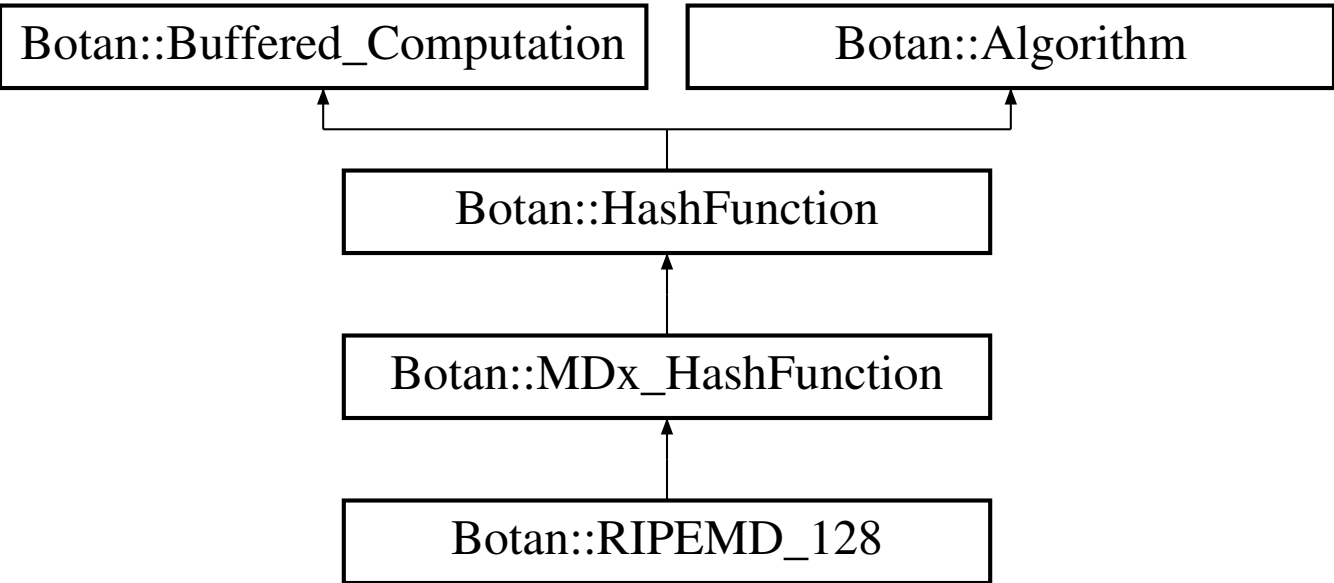 Botan::Buffered_Computation
Botan::Algorithm
Botan::HashFunction
Botan::MDx_HashFunction
Botan::RIPEMD_128